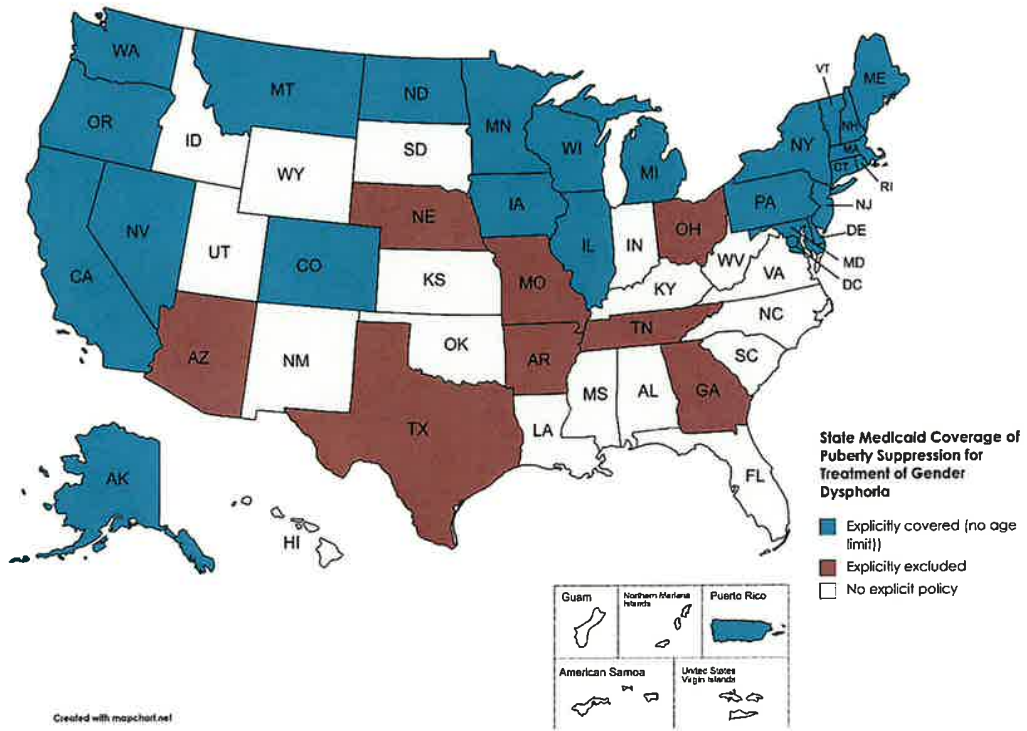 WA
MT
ND
MN
OR
ID
SD
WI
MI
WY
NE
IA
NV
UT
CO
CA
KS
MO
IL
IN
OH
KY
WV
VA
PA
NY
VT
NH
ME
MA
CT
RI
NJ
DE
MD
DC
AZ
NM
OK
AR
TN
NC
SC
TX
LA
MS
AL
GA
FL
AK
HI
State Medicaid Coverage of
Puberty Suppression for
Treatment of Gender
Dysphoria
Explicitly covered (no age
limit))
Explicitly excluded
No explicit policy
Guam
Northern Mariana
Islands
Puerto Rico
American Samoa
United States
Virgin Islands
Created with mapchart.net